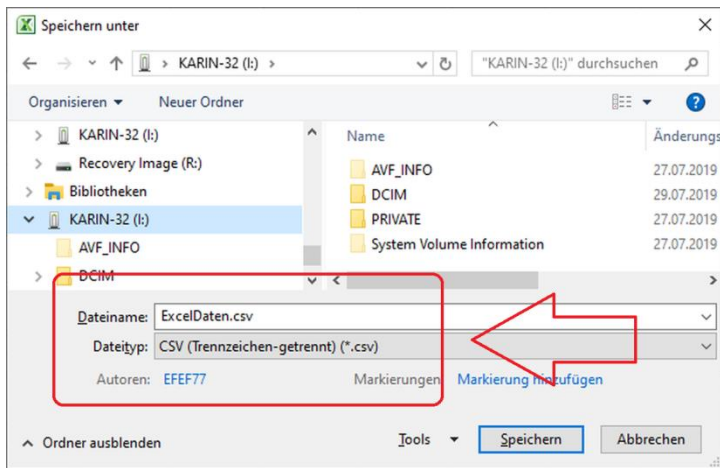 Speichern unter
KARIN-32 (I:)
"KARIN-32 (I:)" durchsuchen
Organisieren
Neuer Ordner
KARIN-32 (I:)
Recovery Image (R:)
Bibliotheken
KARIN-32 (I:)
AVF_INFO
DCIM
Name
Änderungs
AVF_INFO
27.07.2019
DCIM
29.07.2019
PRIVATE
27.07.2019
System Volume Information
27.07.2019
Dateiname: ExcelDaten.csv
Dateityp: CSV (Trennzeichen-getrennt) (*.csv)
Autoren: EFEF77
Markierungen: Markierung hinzufügen
Ordner ausblenden
Tools
Speichern
Abbrechen